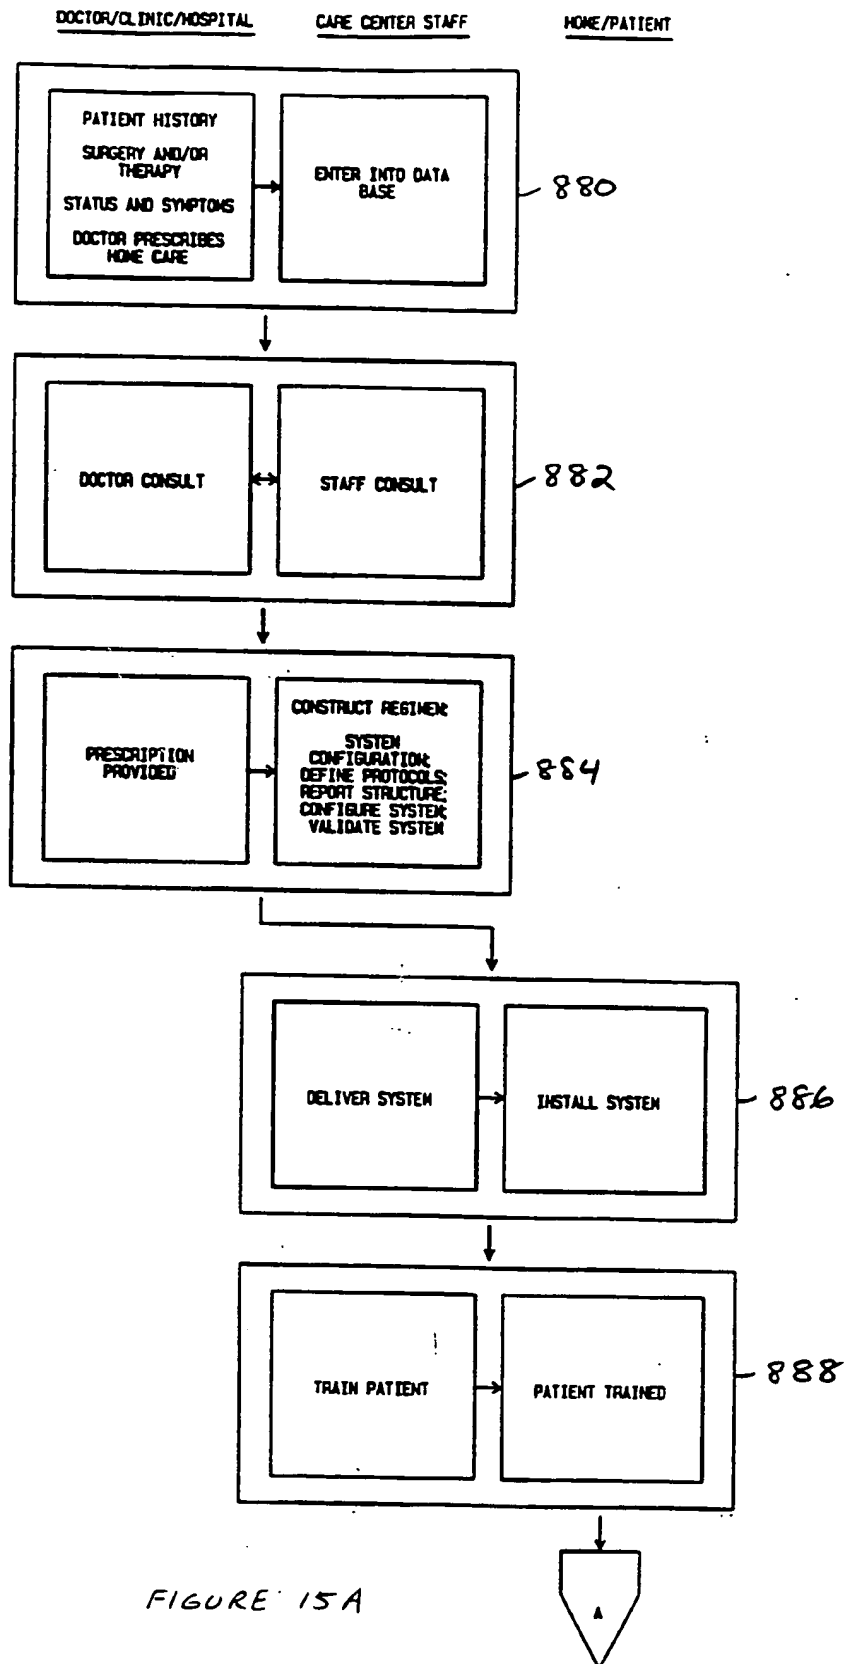 DOCTOR/CLINIC/HOSPITAL CARE CENTER STAFF HOME/PATIENT
PATIENT HISTORY
SURGERY AND/OR
THERAPY
STATUS AND SYMPTOMS
DOCTOR PRESCRIBES
HOME CARE
ENTER INTO DATA
BASE
880
DOCTOR CONSULT
STAFF CONSULT
882
PRESCRIPTION
PROVIDED
CONSTRUCT REGIMEN:
SYSTEM
CONFIGURATION;
DEFINE PROTOCOLS;
REPORT STRUCTURE;
CONFIGURE SYSTEM;
VALIDATE SYSTEM
884
DELIVER SYSTEM
INSTALL SYSTEM
886
TRAIN PATIENT
PATIENT TRAINED
888
A
FIGURE 15A